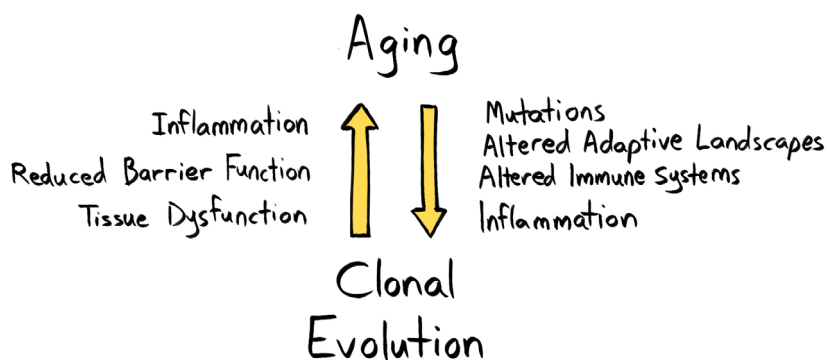 Aging
Inflammation
Reduced Barrier Function
Tissue Dysfunction
Mutations
Altered Adaptive Landscapes
Altered Immune Systems
Inflammation
Clonal
Evolution